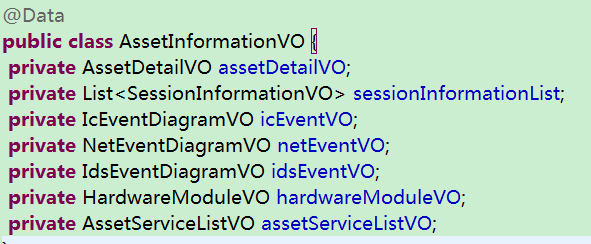 @Data
public class AssetInformationVO {
private AssetDetailVO assetDetailVO;
private List<SessionInformationVO> sessionInformationList;
private IcEventDiagramVO icEventVO;
private NetEventDiagramVO netEventVO;
private IdsEventDiagramVO idsEventVO;
private HardwareModuleVO hardwareModuleVO;
private AssetServiceListVO assetServiceListVO;